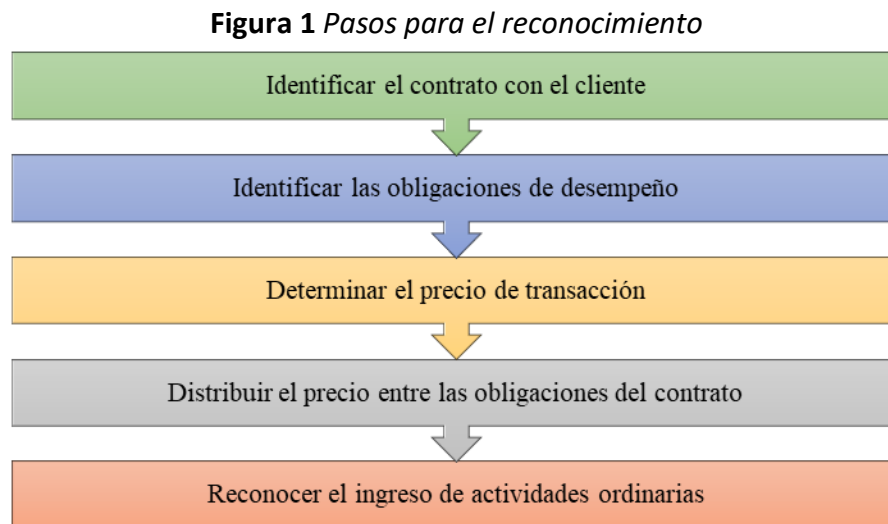 Figura 1 Pasos para el reconocimiento
Identificar el contrato con el cliente
Identificar las obligaciones de desempeño
Determinar el precio de transacción
Distribuir el precio entre las obligaciones del contrato
Reconocer el ingreso de actividades ordinarias